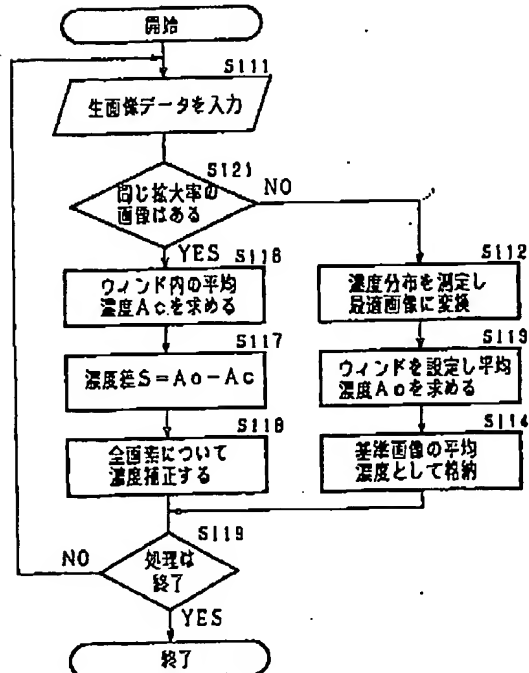 開始
S111
生画像データを入力
S121
同じ拡大率の
画像はある
NO
YES
S116
ウィンド内の平均
濃度Acを求める
S117
濃度差S=Ao-Ac
S118
全画素について
濃度補正する
S112
濃度分布を測定し
最適画像に変換
S113
ウィンドを設定し平均
濃度Aoを求める
S114
基準画像の平均
濃度として格納
S119
処理は
終了
NO
YES
終了